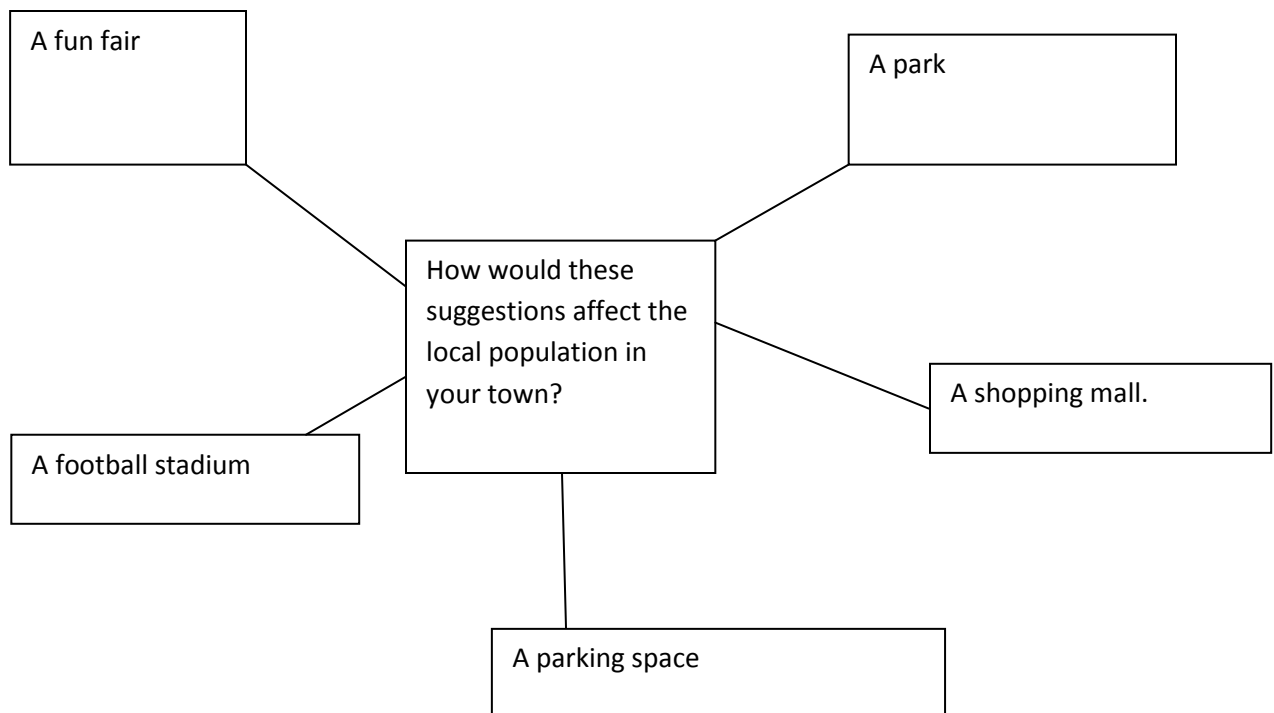 A fun fair
A park
How would these
suggestions affect the
local population in
your town?
A shopping mall.
A football stadium
A parking space